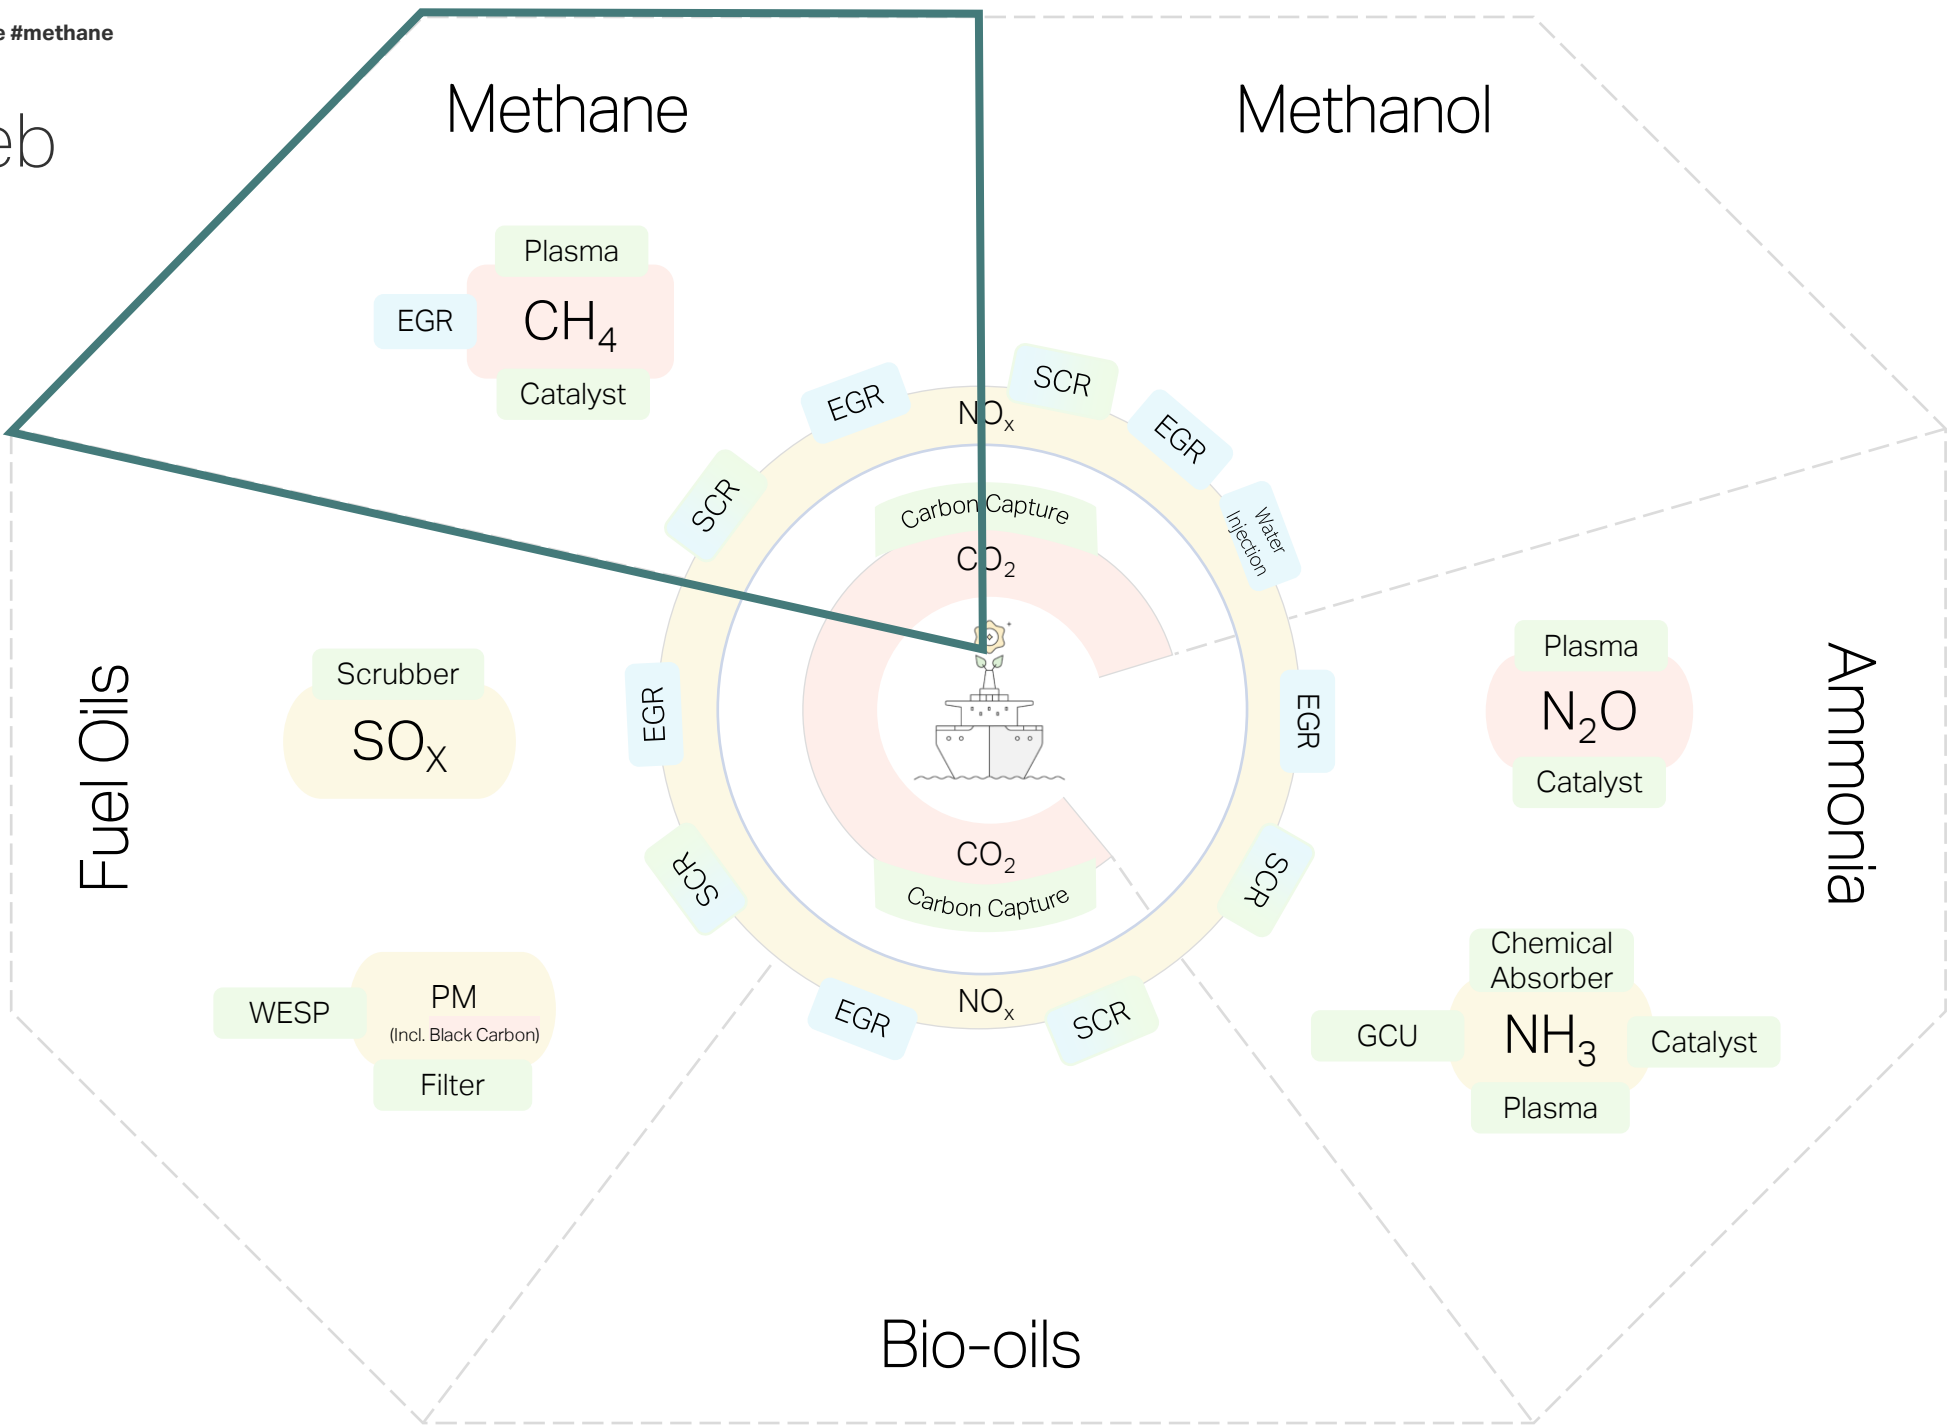 #methane
Methane
Methanol
Plasma
EGR
CH₄
Catalyst
EGR
NOₓ
SCR
EGR
SCR
Water
Injection
Carbon Capture
CO₂
Fuel Oils
Scrubber
SOₓ
EGR
EGR
Plasma
N₂O
Catalyst
Ammonia
SCR
CO₂
Carbon Capture
SCR
WESP
PM
(Incl. Black Carbon)
Filter
EGR
NOₓ
SCR
Chemical
Absorber
GCU
NH₃
Catalyst
Plasma
Bio-oils